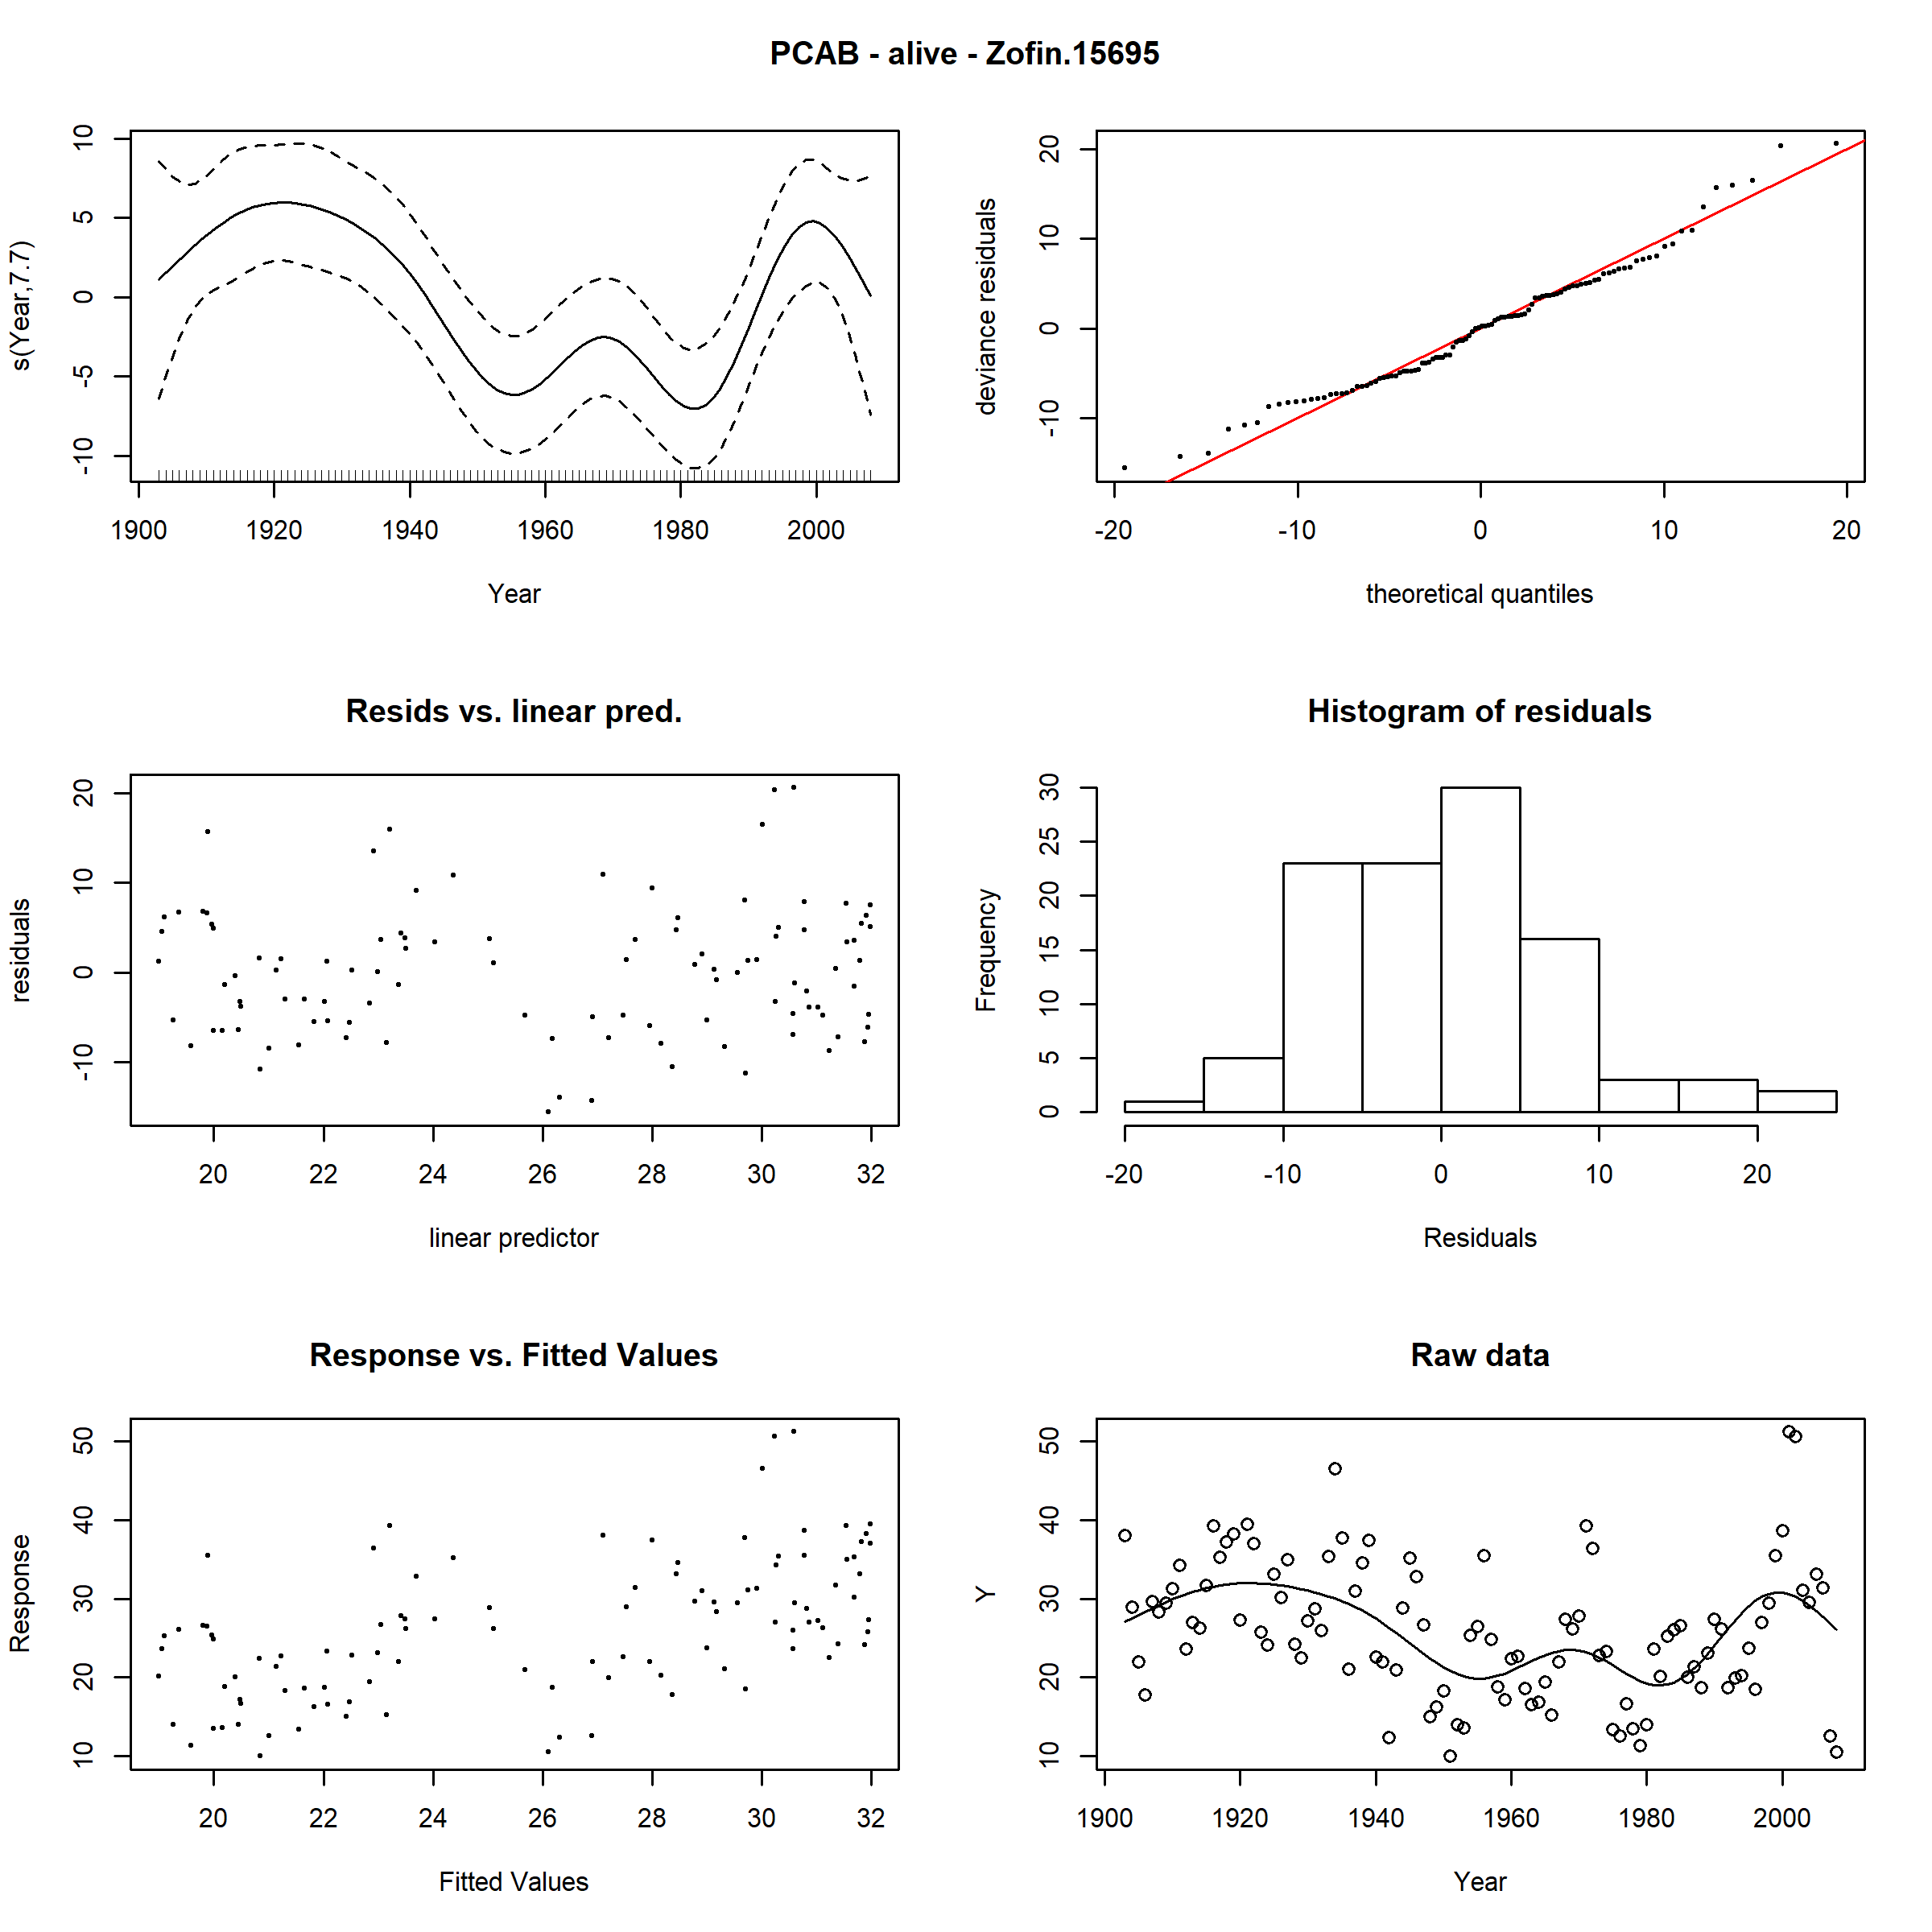 PCAB - alive - Zofin.15695
s(Year,7.7)
10
5
0
-5
-10
1900 1920 1940 1960 1980 2000
Year
deviance residuals
20
10
0
-10
-20 -10 0 10 20
theoretical quantiles
Resids vs. linear pred.
residuals
20
10
0
-10
20 22 24 26 28 30 32
linear predictor
Histogram of residuals
Frequency
30
25
20
15
10
5
0
-20 -10 0 10 20
Residuals
Response vs. Fitted Values
Response
50
40
30
20
10
20 22 24 26 28 30 32
Fitted Values
Raw data
Y
50
40
30
20
10
1900 1920 1940 1960 1980 2000
Year